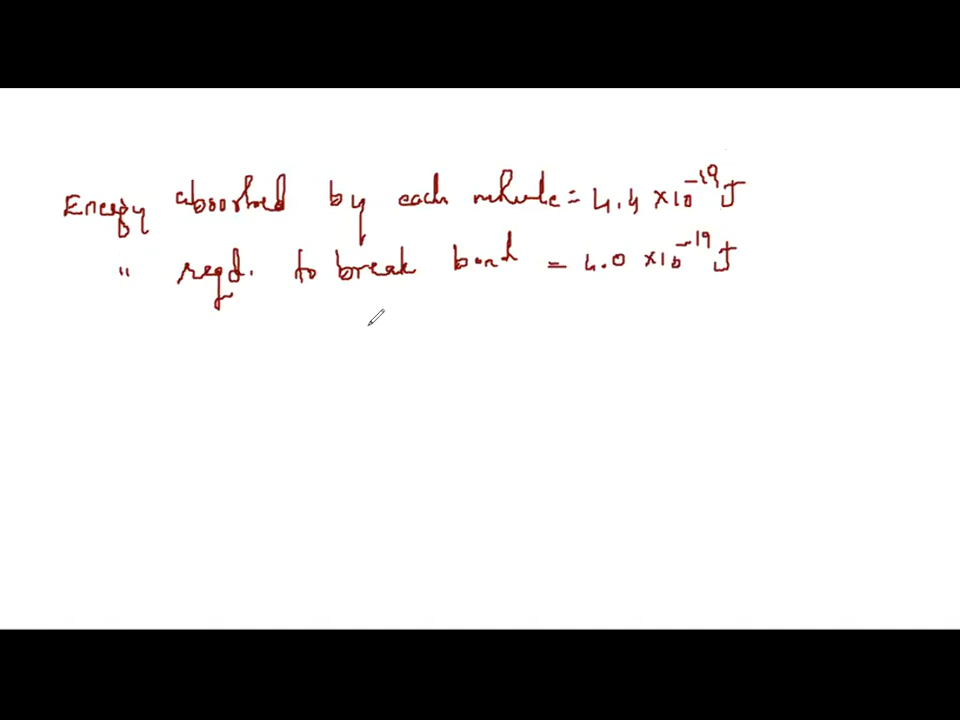 Energy absorbed by each molecule = 4.4 × 10⁻¹⁹ J
" reqd. to break bond = 4.0 × 10⁻¹⁹ J